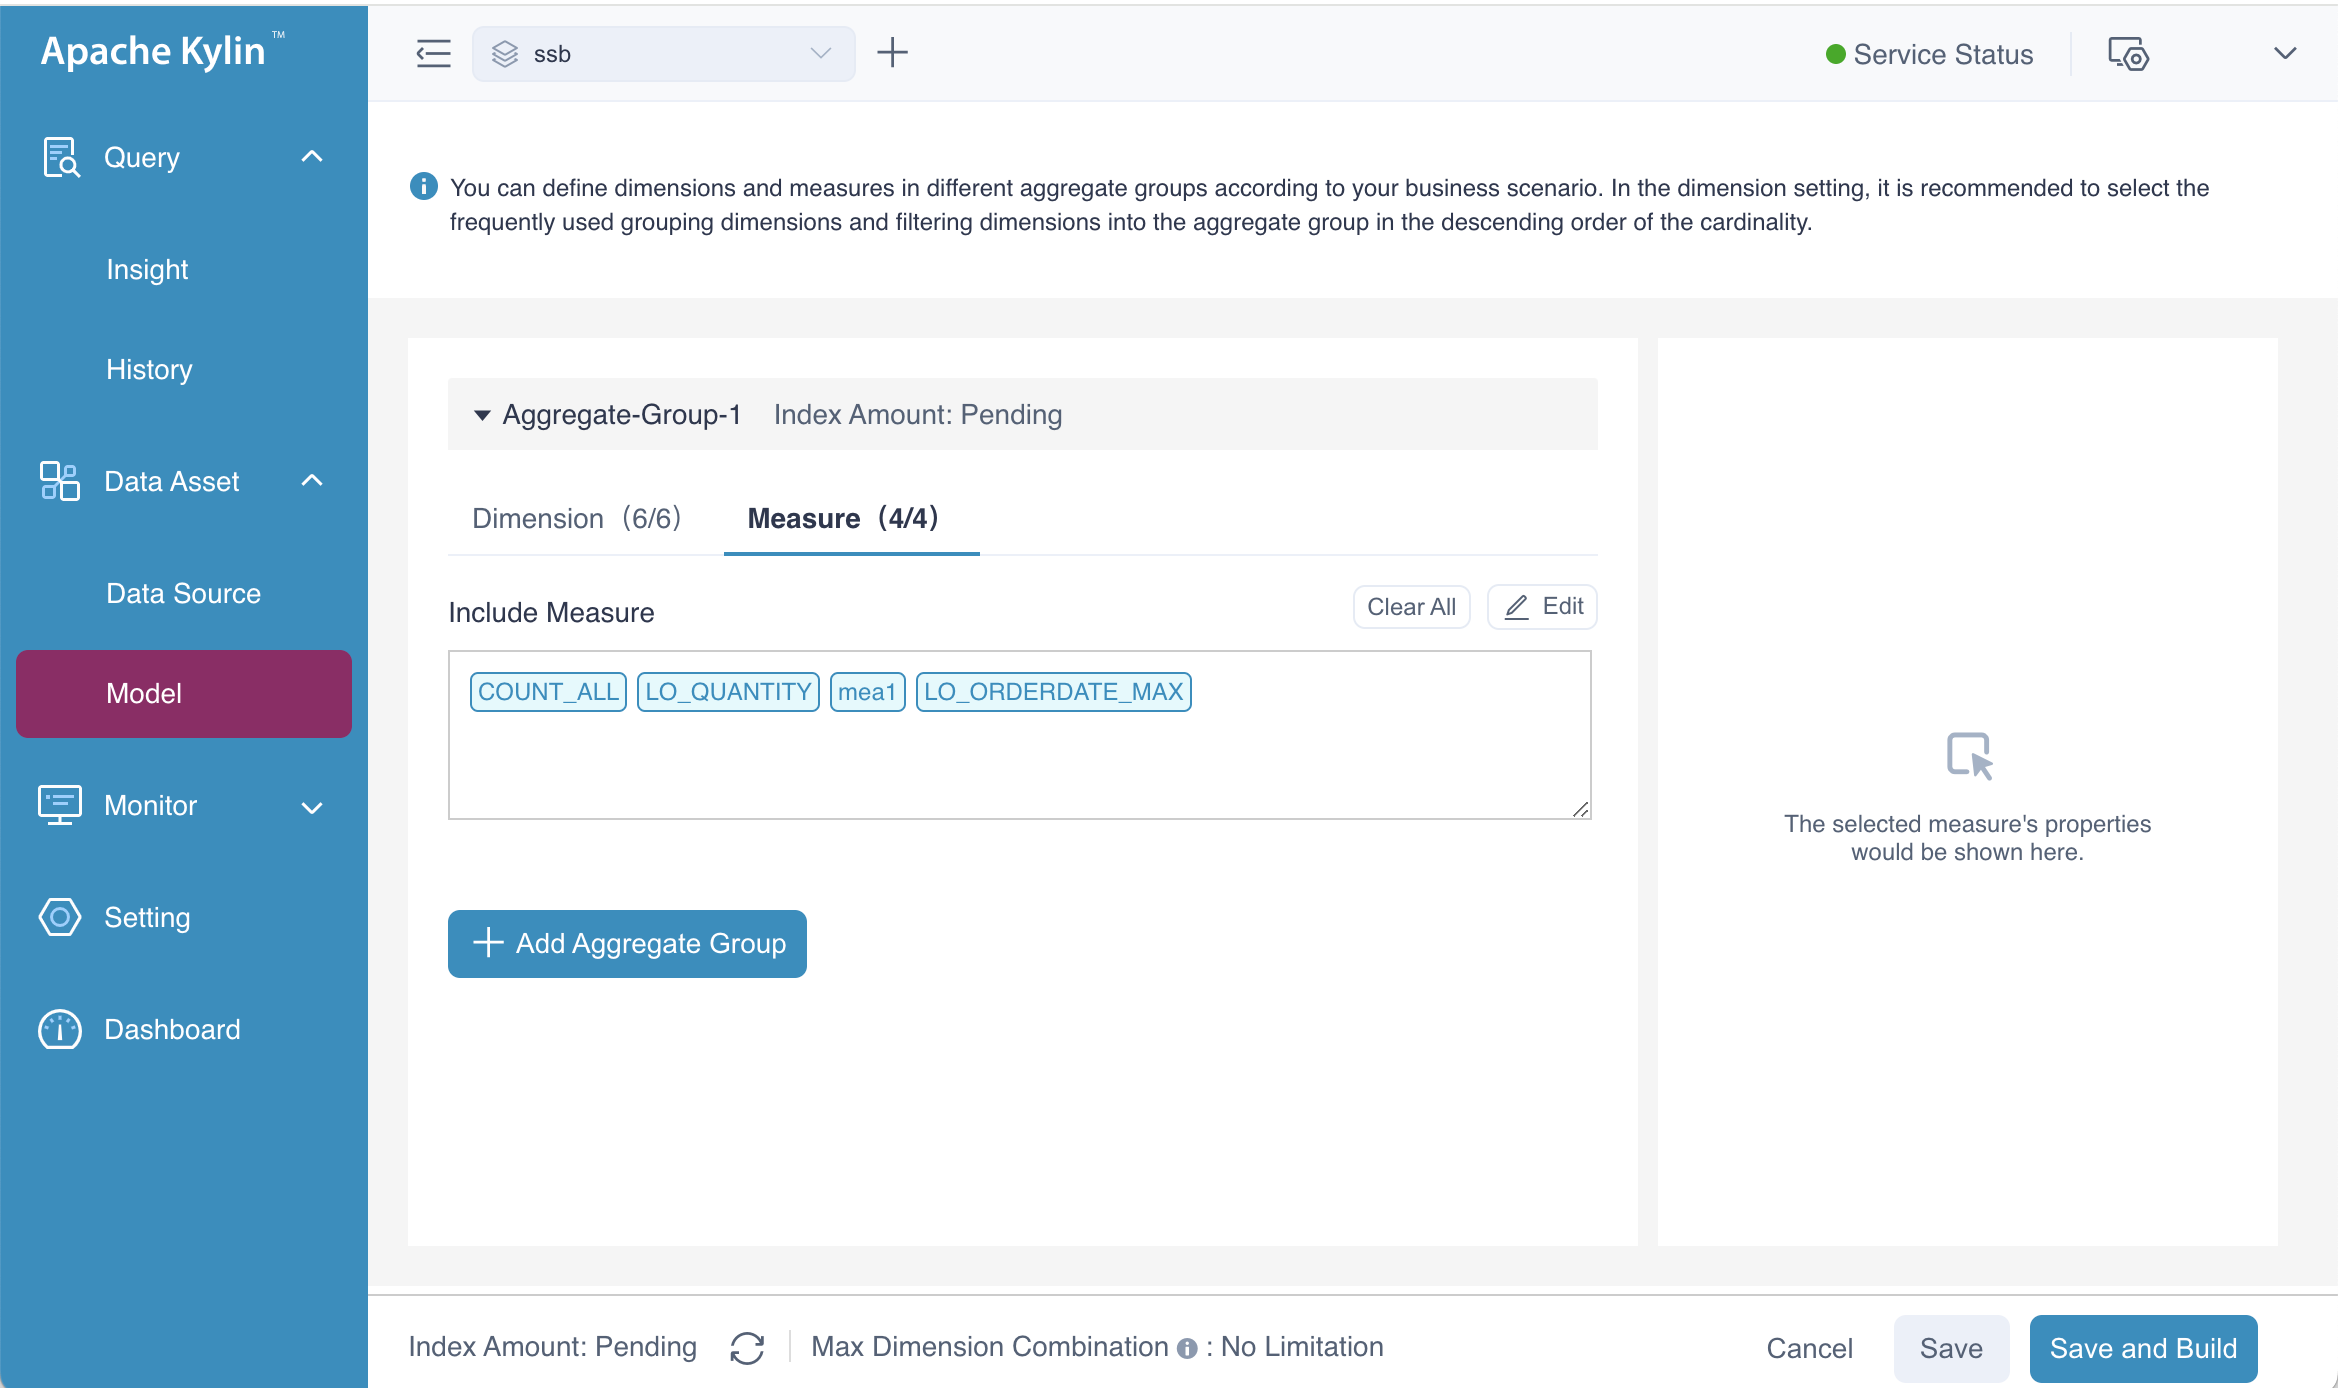 Apache Kylin ™
ssb
Service Status
Query
Insight
History
Data Asset
Data Source
Model
Monitor
Setting
Dashboard
You can define dimensions and measures in different aggregate groups according to your business scenario. In the dimension setting, it is recommended to select the
frequently used grouping dimensions and filtering dimensions into the aggregate group in the descending order of the cardinality.
Aggregate-Group-1 Index Amount: Pending
Dimension (6/6) Measure (4/4)
Include Measure Clear All Edit
COUNT_ALL LO_QUANTITY mea1 LO_ORDERDATE_MAX
Add Aggregate Group
The selected measure's properties
would be shown here.
Index Amount: Pending Max Dimension Combination : No Limitation Cancel Save Save and Build